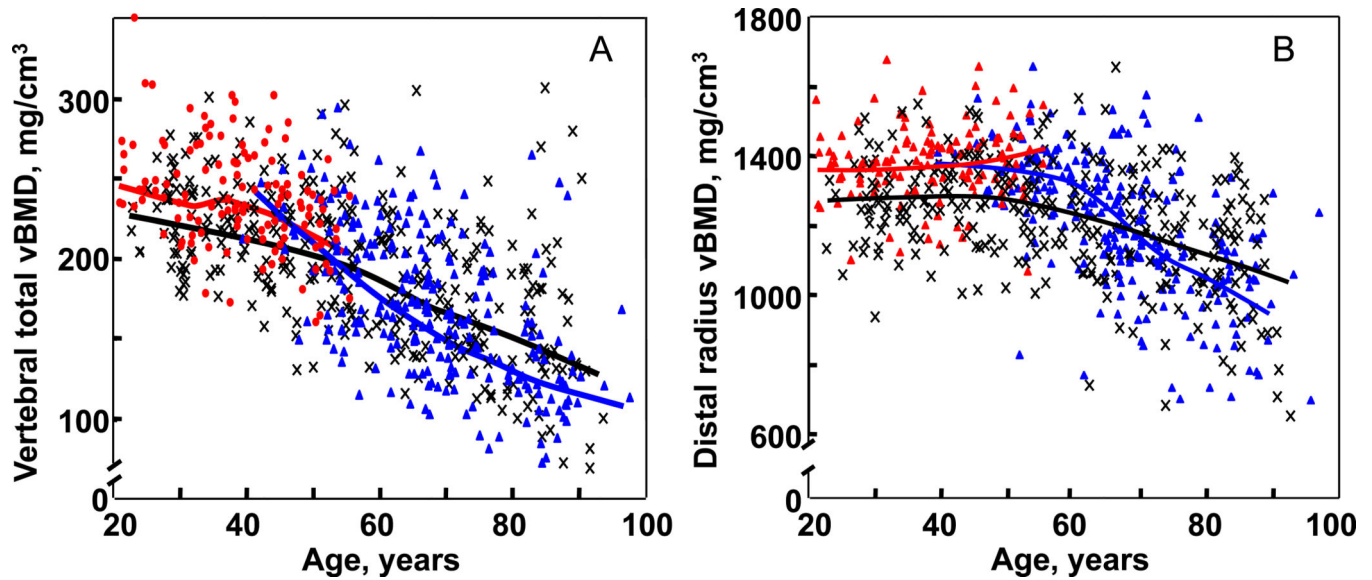 A
Vertebral total vBMD, mg/cm³
300
200
100
0
20 40 60 80 100
Age, years
B
Distal radius vBMD, mg/cm³
1800
1400
1000
600
0
20 40 60 80 100
Age, years